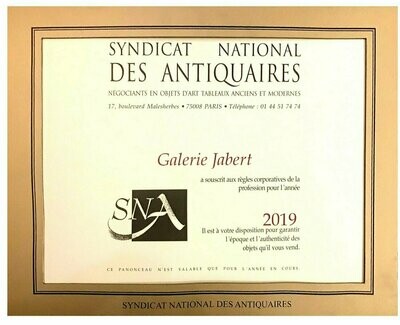 SYNDICAT NATIONAL
DES ANTIQUAIRES
NÉGOCIANTS EN OBJETS D'ART TABLEAUX ANCIENS ET MODERNES
17, boulevard Malesherbes • 75008 PARIS • Téléphone : 01 44 51 74 74
Galerie Jabert
a souscrit aux règles corporatives de la
profession pour l'année
SNA
2019
Il est à votre disposition pour garantir
l'époque et l'authenticité des
objets qu'il vous vend.
CE PANONCEAU N'EST VALABLE QUE POUR L'ANNÉE EN COURS
SYNDICAT NATIONAL DES ANTIQUAIRES